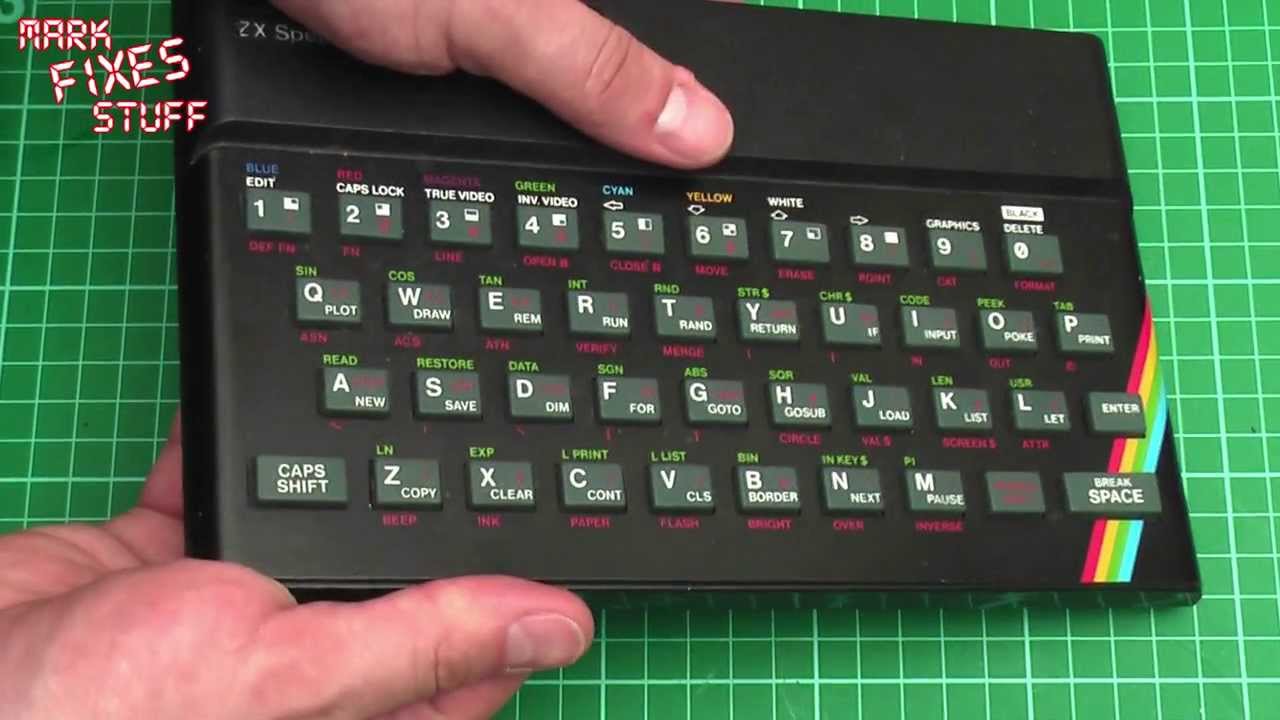 MARK
FIXES
STUFF
ZX Spe
BLUE RED MAGENTA GREEN CYAN YELLOW WHITE BLACK
EDIT CAPS LOCK TRUE VIDEO INV. VIDEO GRAPHICS DELETE
1 2 3 4 5 6 7 8 9 0
DEF FN FN LINE OPEN # CLOSE # MOVE ERASE POINT CAT FORMAT
SIN COS TAN INT RND STR $ CHR $ CODE PEEK TAB
Q PLOT W DRAW E REM R RUN T RAND Y RETURN U IF I INPUT O POKE P PRINT
ASN ACS ATN VERIFY MERGE [ ] IN OUT ©
READ RESTORE DATA SGN ABS SQR VAL LEN USR
A NEW S SAVE D DIM F FOR G GOTO H GOSUB J LOAD K LIST L LET ENTER
~ | \ { } CIRCLE VAL $ SCREEN $ ATTR
LN EXP L PRINT L LIST BIN IN KEY $ PI
CAPS SHIFT Z COPY X CLEAR C CONT V CLS B BORDER N NEXT M PAUSE BREAK SPACE
BEEP INK PAPER FLASH BRIGHT OVER INVERSE